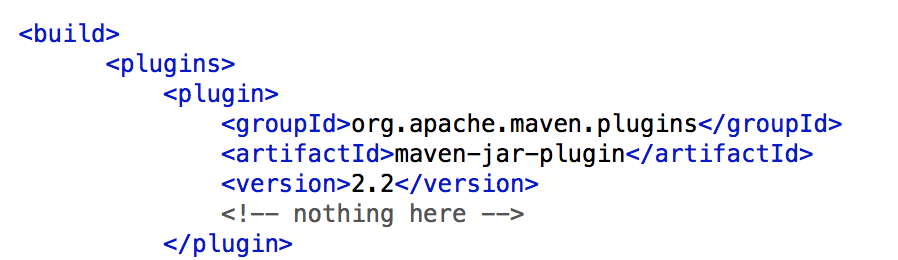 <build>
<plugins>
<plugin>
<groupId>org.apache.maven.plugins</groupId>
<artifactId>maven-jar-plugin</artifactId>
<version>2.2</version>
<!-- nothing here -->
</plugin>